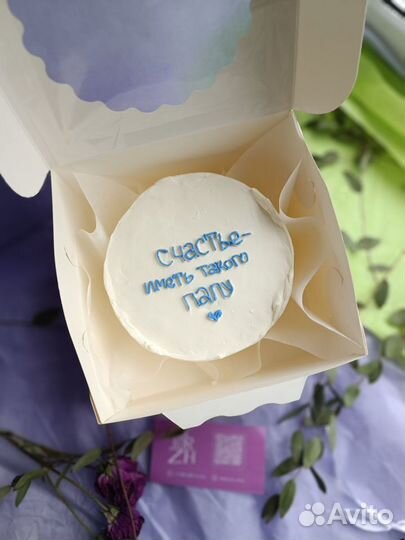 Счастье-
иметь такого
папу
Avito